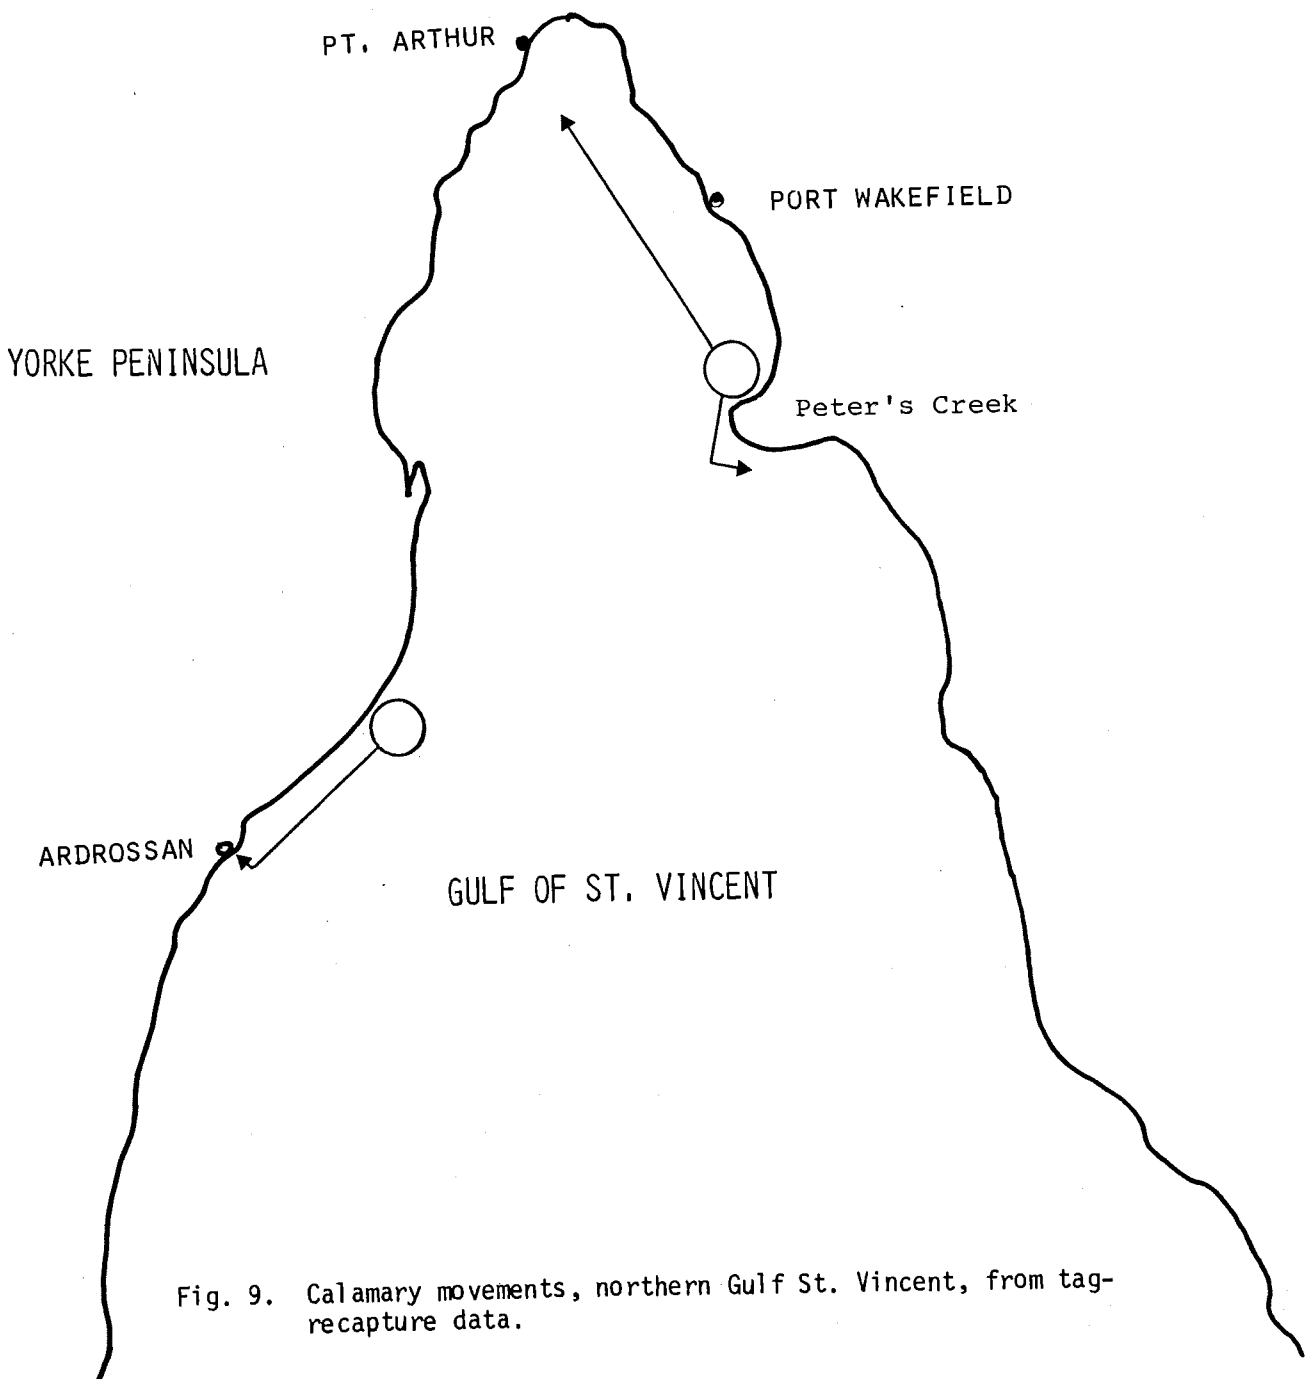 PT. ARTHUR
PORT WAKEFIELD
YORKE PENINSULA
Peter's Creek
ARDROSSAN
GULF OF ST. VINCENT
Fig. 9. Calamary movements, northern Gulf St. Vincent, from tag-
recapture data.